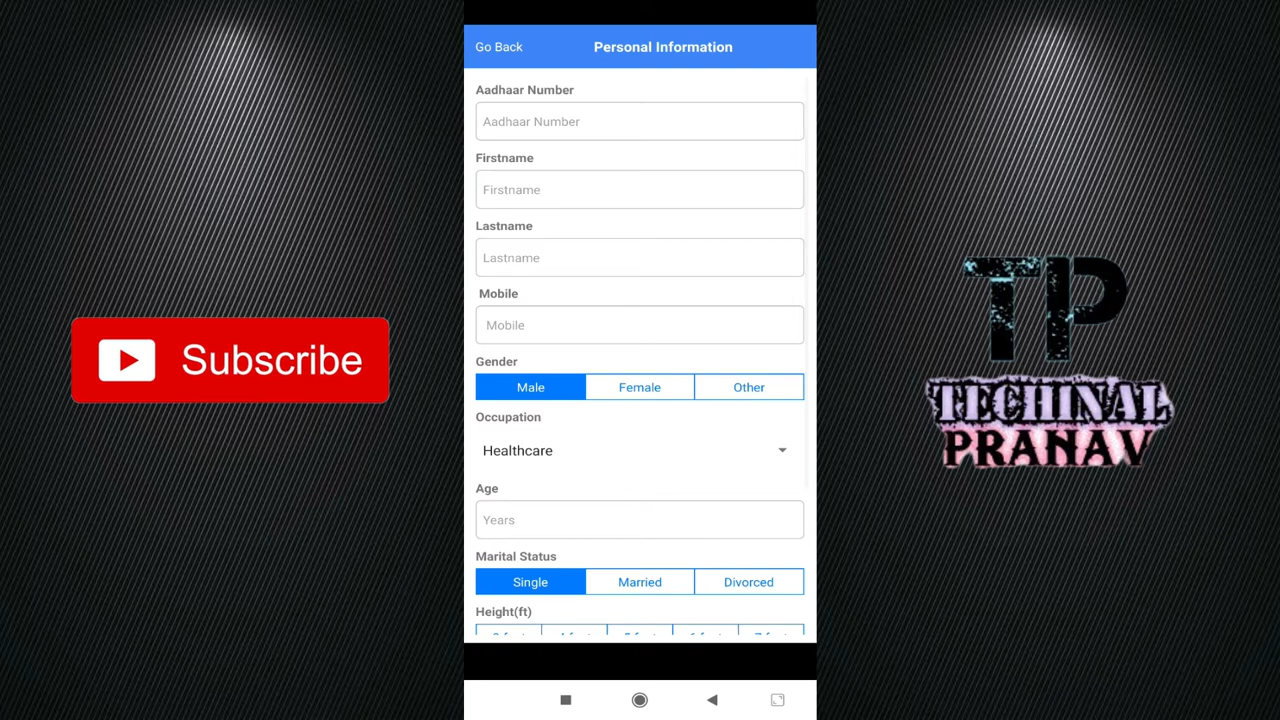 Go Back
Personal Information
Aadhaar Number
Aadhaar Number
Firstname
Firstname
Lastname
Lastname
Mobile
Mobile
Gender
Male Female Other
Occupation
Healthcare
Age
Years
Marital Status
Single Married Divorced
Height(ft)
Subscribe
TP
TECHINAL
PRANAV